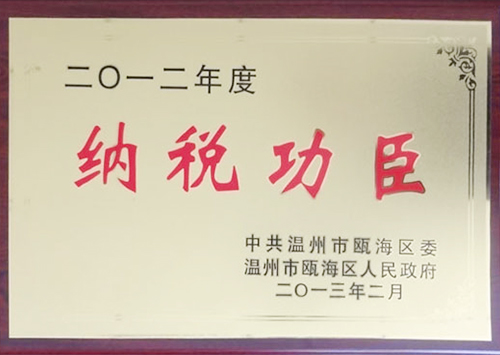 二〇一二年度
纳税功臣
中共温州市瓯海区委
温州市瓯海区人民政府
二〇一三年二月